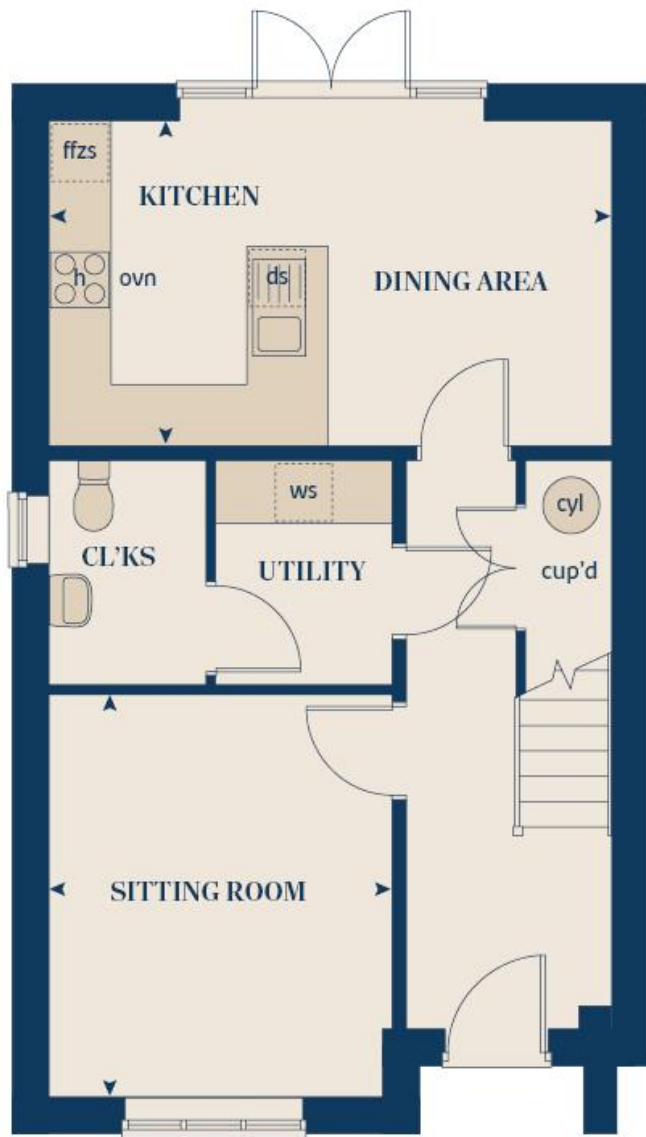 ffzs
KITCHEN
h ovn
ds
DINING AREA
ws
cyl
CL'KS
UTILITY
cup'd
SITTING ROOM